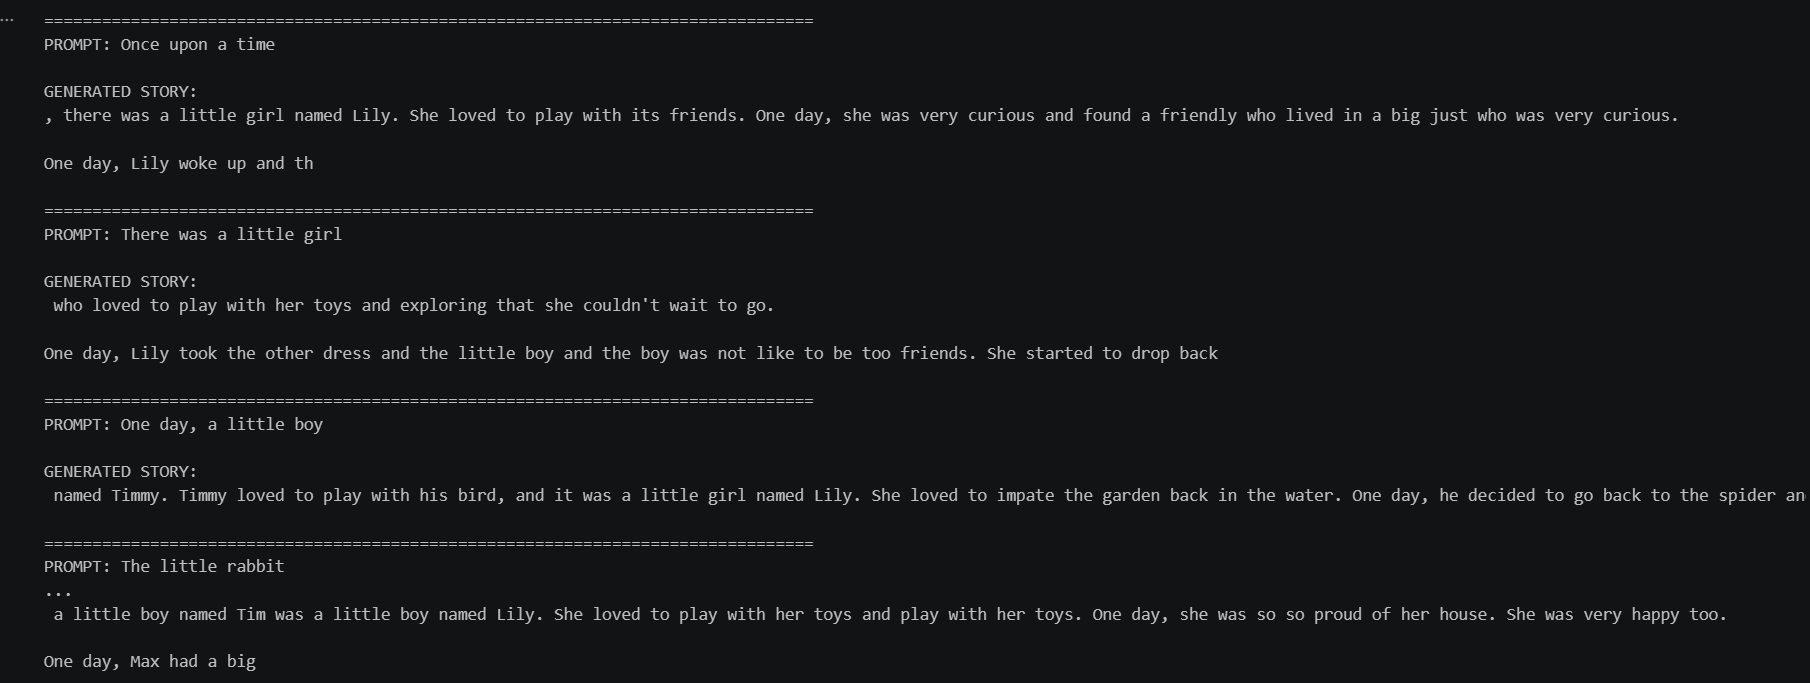 ...
================================================================================
PROMPT: Once upon a time
GENERATED STORY:
, there was a little girl named Lily. She loved to play with its friends. One day, she was very curious and found a friendly who lived in a big just who was very curious.
One day, Lily woke up and th
================================================================================
PROMPT: There was a little girl
GENERATED STORY:
who loved to play with her toys and exploring that she couldn't wait to go.
One day, Lily took the other dress and the little boy and the boy was not like to be too friends. She started to drop back
================================================================================
PROMPT: One day, a little boy
GENERATED STORY:
named Timmy. Timmy loved to play with his bird, and it was a little girl named Lily. She loved to impate the garden back in the water. One day, he decided to go back to the spider an
================================================================================
PROMPT: The little rabbit
...
a little boy named Tim was a little boy named Lily. She loved to play with her toys and play with her toys. One day, she was so so proud of her house. She was very happy too.
One day, Max had a big